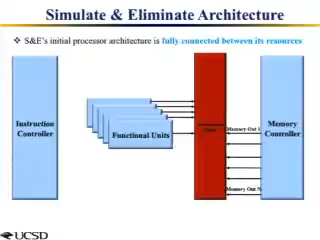 Simulate & Eliminate Architecture
❖ S&E's initial processor architecture is fully connected between its resources
Instruction
Controller
Functional Units
Memory Out 1
Memory
Controller
Memory Out N
UCSD